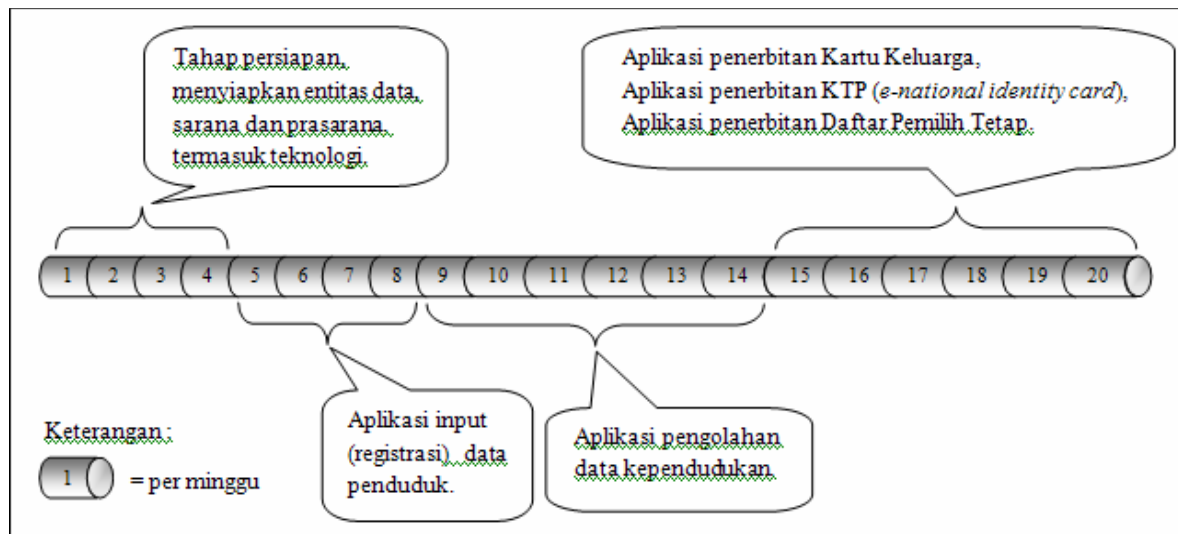 Tahap persiapan,
menyiapkan entitas data,
sarana dan prasarana,
termasuk teknologi.
Aplikasi penerbitan Kartu Keluarga,
Aplikasi penerbitan KTP (e-national identity card),
Aplikasi penerbitan Daftar Pemilih Tetap.
1 2 3 4 5 6 7 8 9 10 11 12 13 14 15 16 17 18 19 20
Aplikasi input
(registrasi) data
penduduk.
Aplikasi pengolahan
data kependudukan.
Keterangan :
1 = per minggu